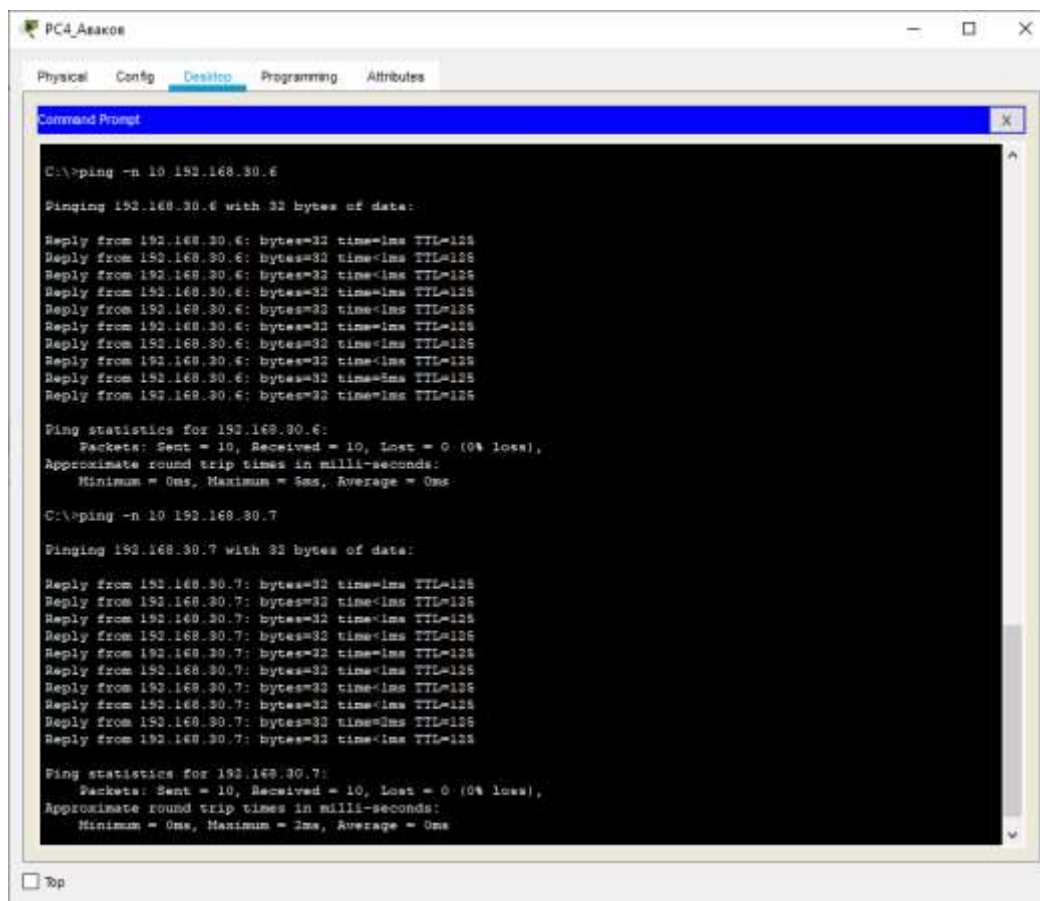 PC4_Аваков
Physical Config Desktop Programming Attributes
Command Prompt
X
C:\>ping -n 10 192.168.30.6
Pinging 192.168.30.6 with 32 bytes of data:
Reply from 192.168.30.6: bytes=32 time=1ms TTL=125
Reply from 192.168.30.6: bytes=32 time<1ms TTL=125
Reply from 192.168.30.6: bytes=32 time<1ms TTL=125
Reply from 192.168.30.6: bytes=32 time=1ms TTL=125
Reply from 192.168.30.6: bytes=32 time<1ms TTL=125
Reply from 192.168.30.6: bytes=32 time=1ms TTL=125
Reply from 192.168.30.6: bytes=32 time<1ms TTL=125
Reply from 192.168.30.6: bytes=32 time<1ms TTL=125
Reply from 192.168.30.6: bytes=32 time=5ms TTL=125
Reply from 192.168.30.6: bytes=32 time=1ms TTL=125
Ping statistics for 192.168.30.6:
Packets: Sent = 10, Received = 10, Lost = 0 (0% loss),
Approximate round trip times in milli-seconds:
Minimum = 0ms, Maximum = 5ms, Average = 0ms
C:\>ping -n 10 192.168.30.7
Pinging 192.168.30.7 with 32 bytes of data:
Reply from 192.168.30.7: bytes=32 time=1ms TTL=125
Reply from 192.168.30.7: bytes=32 time<1ms TTL=125
Reply from 192.168.30.7: bytes=32 time<1ms TTL=125
Reply from 192.168.30.7: bytes=32 time<1ms TTL=125
Reply from 192.168.30.7: bytes=32 time=1ms TTL=125
Reply from 192.168.30.7: bytes=32 time<1ms TTL=125
Reply from 192.168.30.7: bytes=32 time<1ms TTL=125
Reply from 192.168.30.7: bytes=32 time<1ms TTL=125
Reply from 192.168.30.7: bytes=32 time=2ms TTL=125
Reply from 192.168.30.7: bytes=32 time<1ms TTL=125
Ping statistics for 192.168.30.7:
Packets: Sent = 10, Received = 10, Lost = 0 (0% loss),
Approximate round trip times in milli-seconds:
Minimum = 0ms, Maximum = 2ms, Average = 0ms
Top